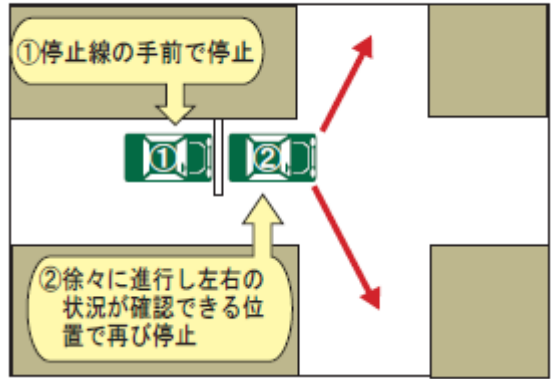 ①停止線の手前で停止
①
②
②徐々に進行し左右の
状況が確認できる位
置で再び停止